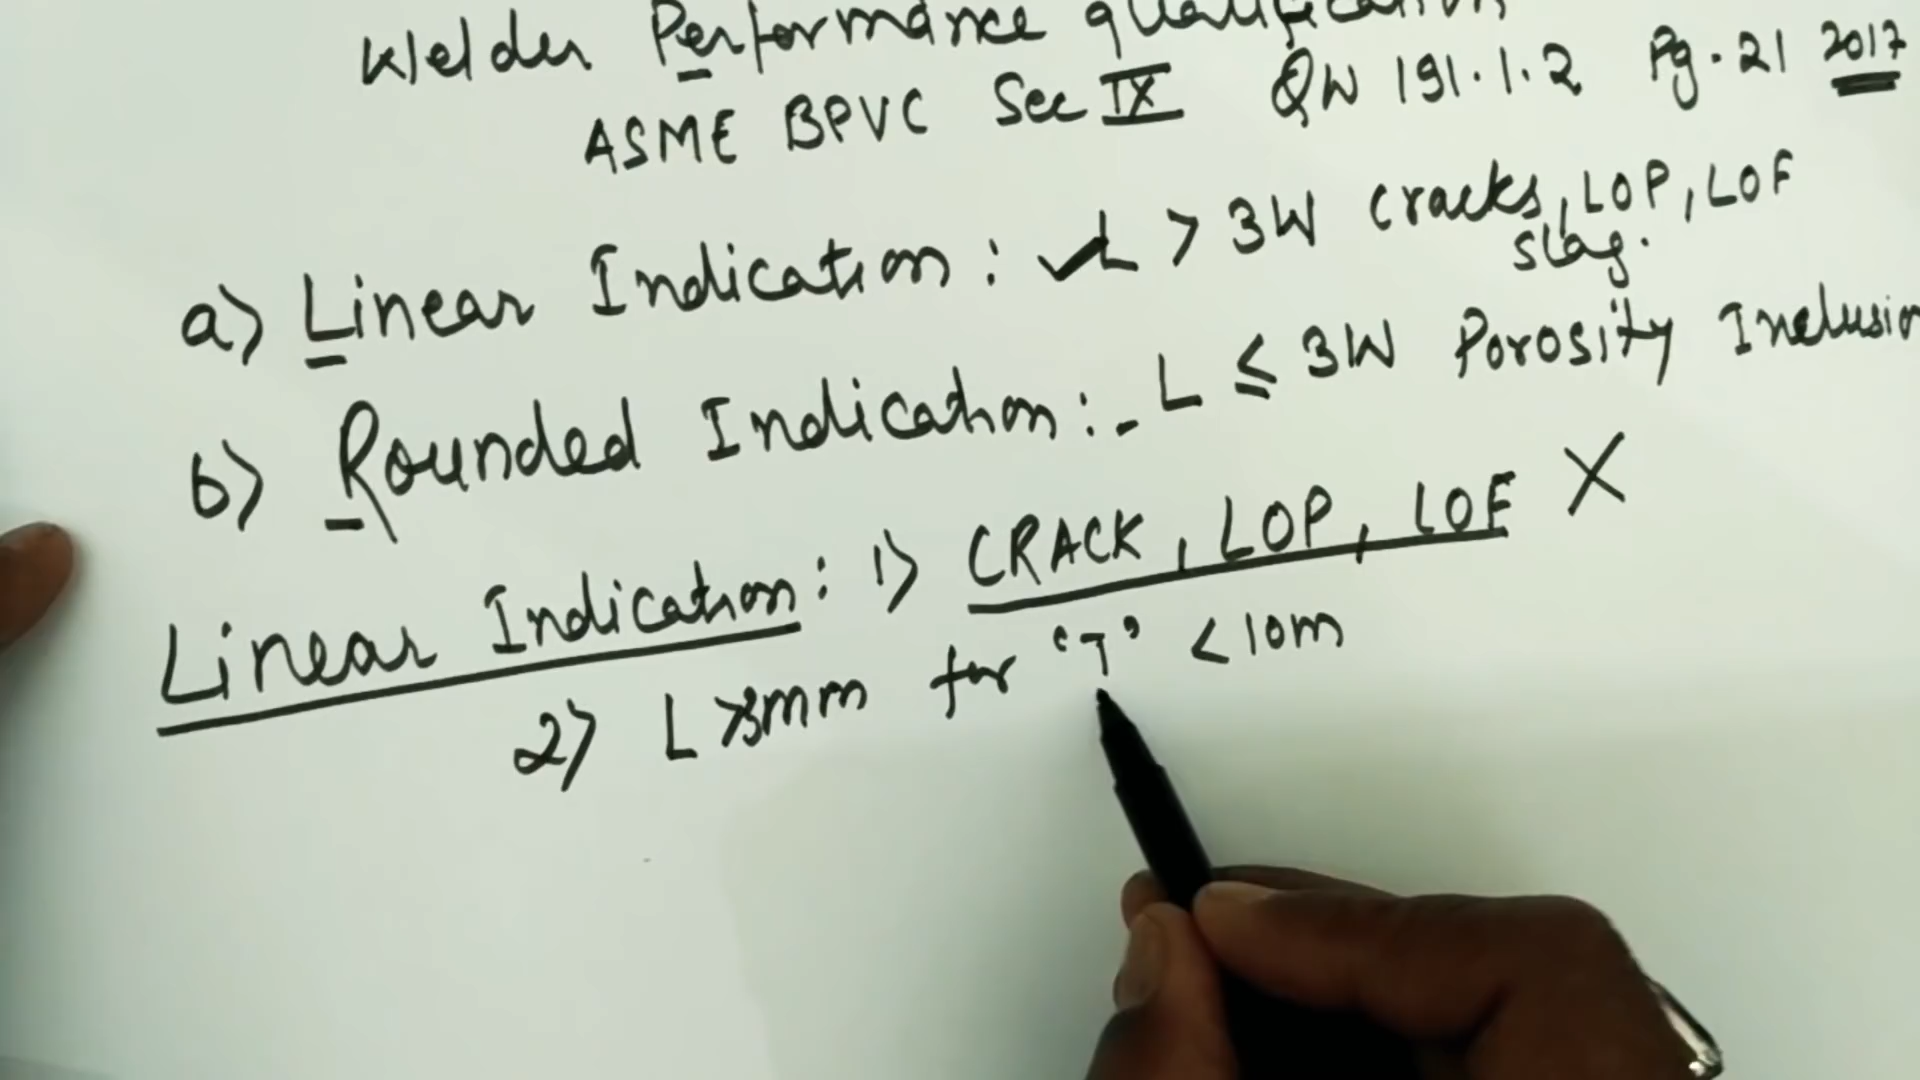 Welder Performance qualification
ASME BPVC Sec IX QW 191.1.2 Pg.21 2017
a) Linear Indication : L > 3W cracks, LOP, LOF
slag.
b) Rounded Indication :- L ≤ 3W Porosity Inclusion
Linear Indication : 1) CRACK, LOP, LOF X
2) L >3mm for 'T' < 10m